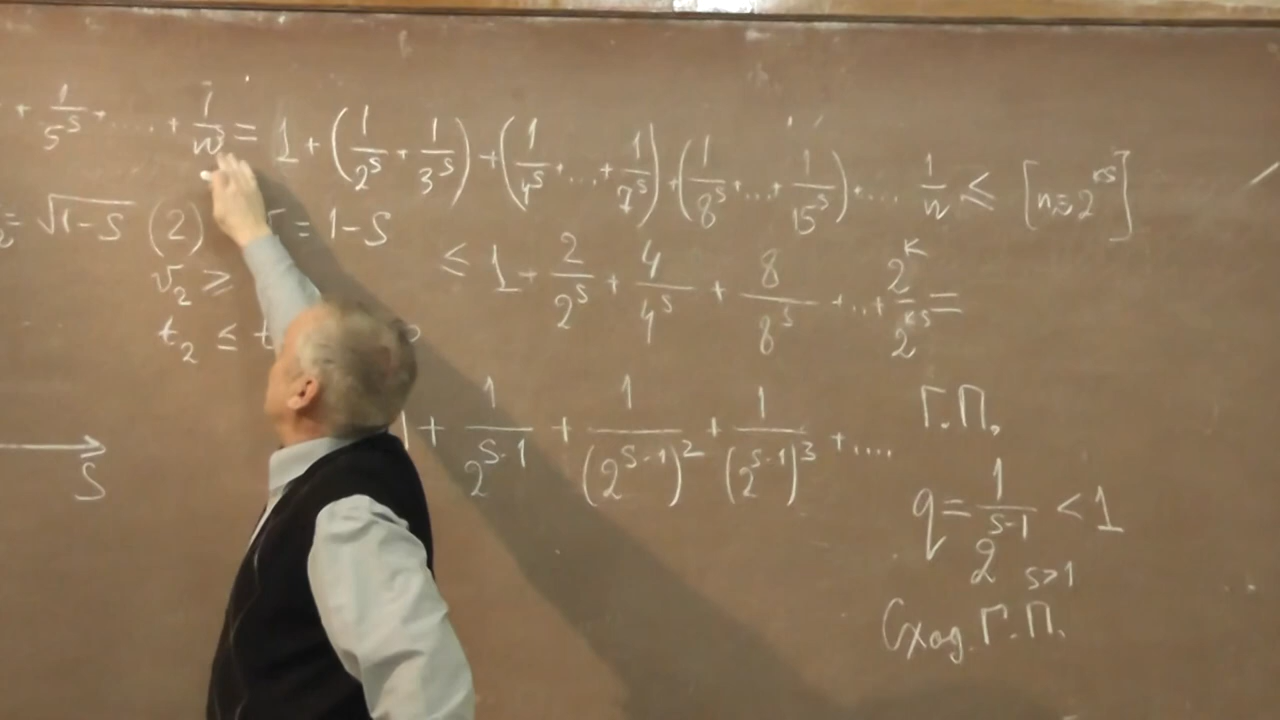 + 1/5^s + .... + 1/n^s = 1 + (1/2^s + 1/3^s) + (1/4^s + ... + 1/7^s) + (1/8^s + ... + 1/15^s) + .... 1/n ≤ [n = 2^{ks}]
= √(1-S) (2) = 1-S
≤ 1 + 2/2^s + 4/4^s + 8/8^s + ... + 2^k/2^{ks} =
v_2 ≥
t_2 ≤ t
1 + 1/2^{s-1} + 1/(2^{s-1})^2 + 1/(2^{s-1})^3 + ....
Г.П.
S
q = 1/2^{s-1} < 1
s>1
Сход. Г.П.